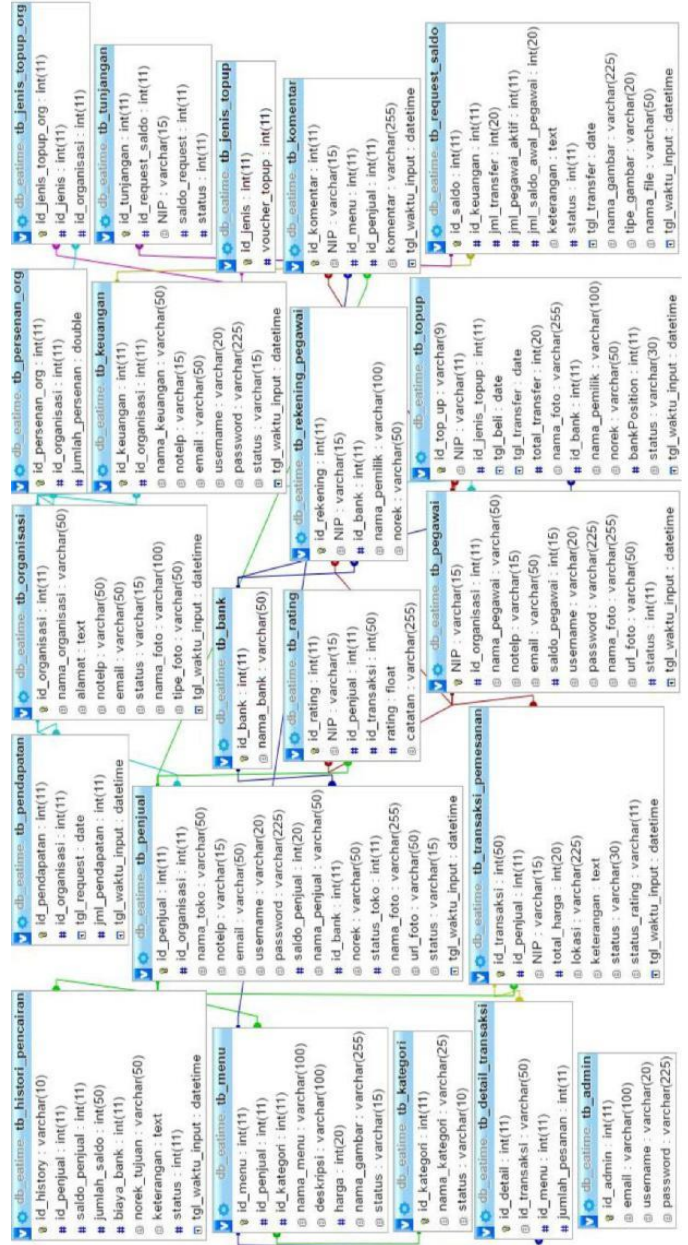 db_eatime tb_histori_pencairan
id_history : varchar(10)
id_penjual : int(11)
saldo_penjual : int(11)
jumlah_saldo : int(50)
biaya_bank : int(11)
norek_tujuan : varchar(50)
keterangan : text
status : int(11)
tgl_waktu_input : datetime
db_eatime tb_pendapatan
id_pendapatan : int(11)
id_organisasi : int(11)
tgl_request : date
jml_pendapatan : int(11)
tgl_waktu_input : datetime
db_eatime tb_organisasi
id_organisasi : int(11)
nama_organisasi : varchar(50)
alamat : text
notelp : varchar(50)
email : varchar(50)
status : varchar(15)
nama_foto : varchar(100)
tipe_foto : varchar(50)
tgl_waktu_input : datetime
db_eatime tb_persenan_org
id_persenan_org : int(11)
id_organisasi : int(11)
jumlah_persenan : double
db_eatime tb_jenis_topup_org
id_jenis_topup_org : int(11)
id_jenis : int(11)
id_organisasi : int(11)
db_eatime tb_tunjangan
id_tunjangan : int(11)
id_request_saldo : int(11)
NIP : varchar(15)
saldo_request : int(11)
status : int(11)
db_eatime tb_keuangan
id_keuangan : int(11)
id_organisasi : int(11)
nama_keuangan : varchar(50)
notelp : varchar(15)
email : varchar(50)
username : varchar(20)
password : varchar(225)
status : varchar(15)
tgl_waktu_input : datetime
db_eatime tb_jenis_topup
id_jenis : int(11)
voucher_topup : int(11)
db_eatime tb_penjual
id_penjual : int(11)
id_organisasi : int(11)
nama_toko : varchar(50)
notelp : varchar(15)
email : varchar(50)
username : varchar(20)
password : varchar(225)
saldo_penjual : int(20)
nama_penjual : varchar(50)
id_bank : int(11)
norek : varchar(50)
status_toko : int(11)
nama_foto : varchar(255)
url_foto : varchar(50)
status : varchar(15)
tgl_waktu_input : datetime
db_eatime tb_menu
id_menu : int(11)
id_penjual : int(11)
id_kategori : int(11)
nama_menu : varchar(100)
deskripsi : varchar(100)
harga : int(20)
nama_gambar : varchar(255)
status : varchar(15)
db_eatime tb_bank
id_bank : int(11)
nama_bank : varchar(50)
db_eatime tb_rating
id_rating : int(11)
NIP : varchar(15)
id_penjual : int(11)
id_transaksi : int(50)
rating : float
catatan : varchar(255)
db_eatime tb_rekening_pegawai
id_rekening : int(11)
NIP : varchar(15)
id_bank : int(11)
nama_pemilik : varchar(100)
norek : varchar(50)
db_eatime tb_komentar
id_komentar : int(11)
NIP : varchar(15)
id_menu : int(11)
id_penjual : int(11)
komentar : varchar(255)
tgl_waktu_input : datetime
db_eatime tb_kategori
id_kategori : int(11)
nama_kategori : varchar(25)
status : varchar(10)
db_eatime tb_detail_transaksi
id_detail : int(11)
id_transaksi : varchar(50)
id_menu : int(11)
jumlah_pesanan : int(11)
db_eatime tb_admin
id_admin : int(11)
email : varchar(100)
username : varchar(20)
password : varchar(225)
db_eatime tb_transaksi_pemesanan
id_transaksi : int(50)
id_penjual : int(11)
NIP : varchar(15)
total_harga : int(20)
lokasi : varchar(225)
keterangan : text
status : varchar(30)
status_rating : varchar(11)
tgl_waktu_input : datetime
db_eatime tb_pegawai
NIP : varchar(15)
id_organisasi : int(11)
nama_pegawai : varchar(50)
notelp : varchar(15)
email : varchar(50)
saldo_pegawai : int(15)
username : varchar(20)
password : varchar(225)
nama_foto : varchar(255)
url_foto : varchar(50)
status : int(11)
db_eatime tb_topup
id_top_up : varchar(9)
NIP : varchar(11)
id_jenis_topup : int(11)
tgl_beli : date
tgl_transfer : date
total_transfer : int(20)
nama_foto : varchar(255)
id_bank : int(11)
nama_pemilik : varchar(100)
norek : varchar(50)
bankPosition : int(11)
status : varchar(30)
tgl_waktu_input : datetime
db_eatime tb_request_saldo
id_saldo : int(11)
id_keuangan : int(11)
jml_transfer : int(20)
jml_pegawai_aktif : int(11)
jml_saldo_awal_pegawai : int(20)
keterangan : text
status : int(11)
tgl_transfer : date
nama_gambar : varchar(225)
tipe_gambar : varchar(20)
nama_file : varchar(50)
tgl_waktu_input : datetime